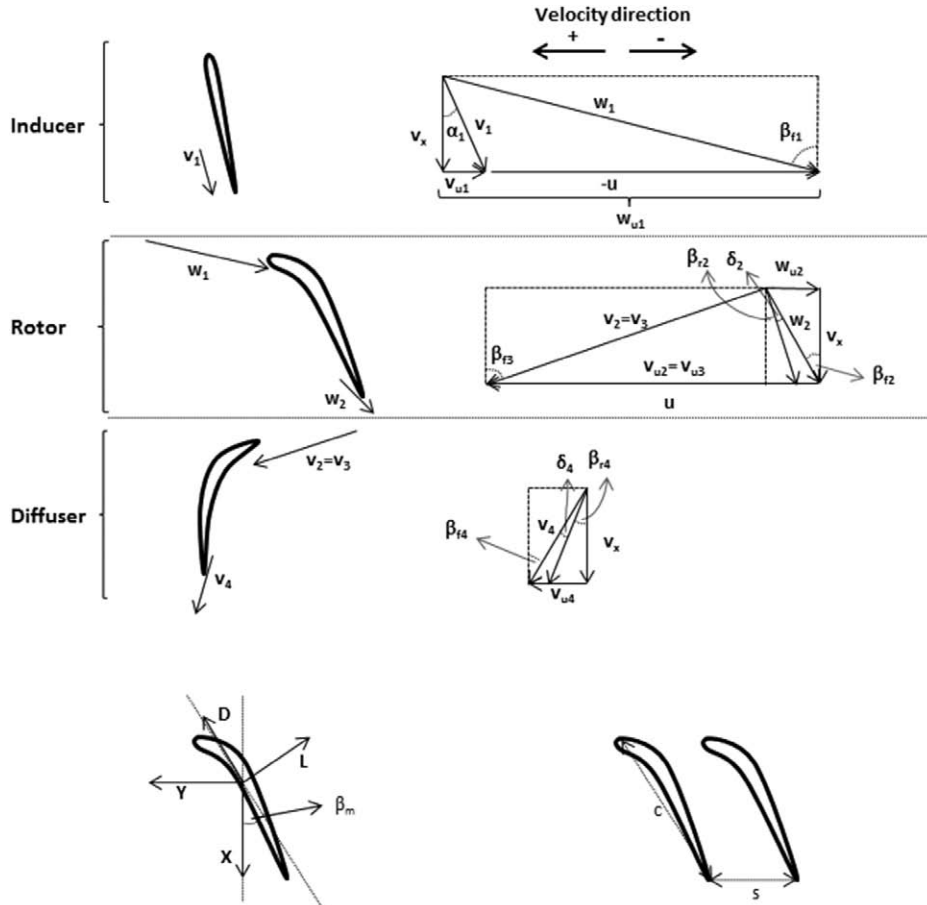 Velocity direction
+ -
Inducer
v1
vx
α1
v1
w1
βf1
vu1
-u
wu1
Rotor
w1
w2
βr2
δ2
wu2
v2=v3
w2
vx
βf3
vu2= vu3
βf2
u
Diffuser
v2=v3
v4
δ4
βr4
βf4
v4
vx
vu4
D
L
Y
βm
X
c
s